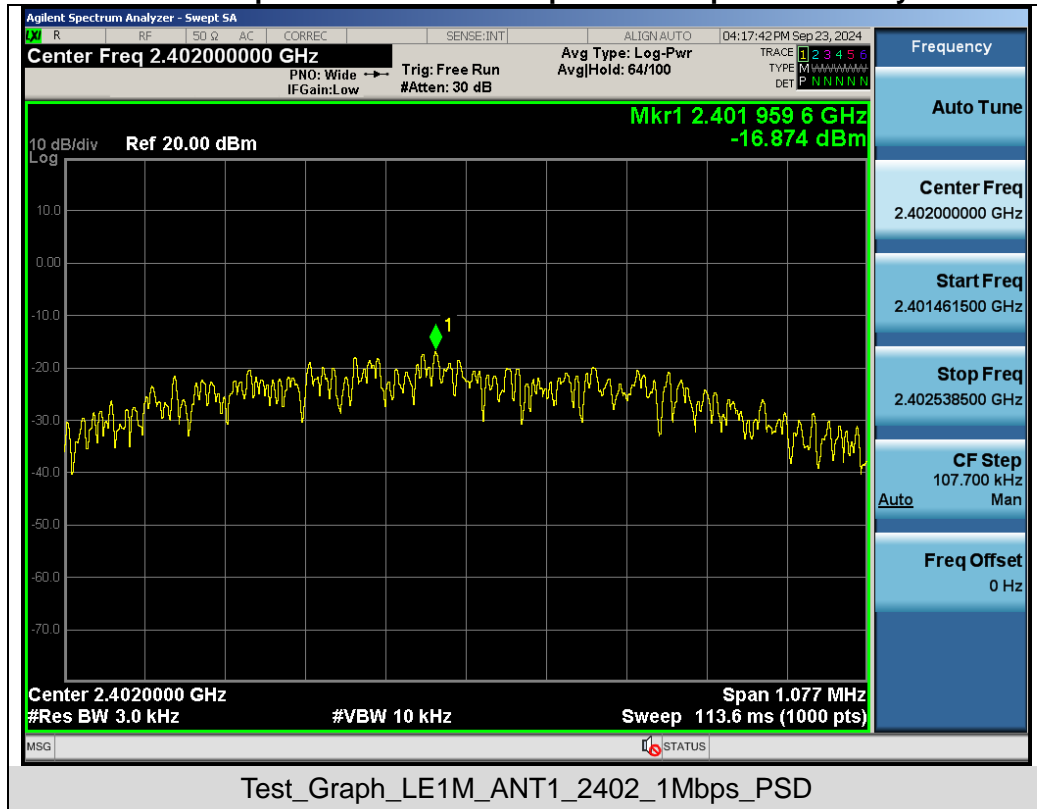 Agilent Spectrum Analyzer - Swept SA
LXI R RF 50 Ω AC CORREC SENSE:INT ALIGN AUTO 04:17:42 PM Sep 23, 2024
Center Freq 2.402000000 GHz
PNO: Wide
IFGain:Low
Trig: Free Run
#Atten: 30 dB
Avg Type: Log-Pwr
Avg|Hold: 64/100
TRACE 1 2 3 4 5 6
TYPE M WWWWW
DET P N N N N N
Mkr1 2.401 959 6 GHz
-16.874 dBm
10 dB/div Ref 20.00 dBm
Log
10.0
0.00
-10.0
1
-20.0
-30.0
-40.0
-50.0
-60.0
-70.0
Center 2.4020000 GHz Span 1.077 MHz
#Res BW 3.0 kHz #VBW 10 kHz Sweep 113.6 ms (1000 pts)
MSG STATUS
Frequency
Auto Tune
Center Freq
2.402000000 GHz
Start Freq
2.401461500 GHz
Stop Freq
2.402538500 GHz
CF Step
107.700 kHz
Auto Man
Freq Offset
0 Hz
Test_Graph_LE1M_ANT1_2402_1Mbps_PSD